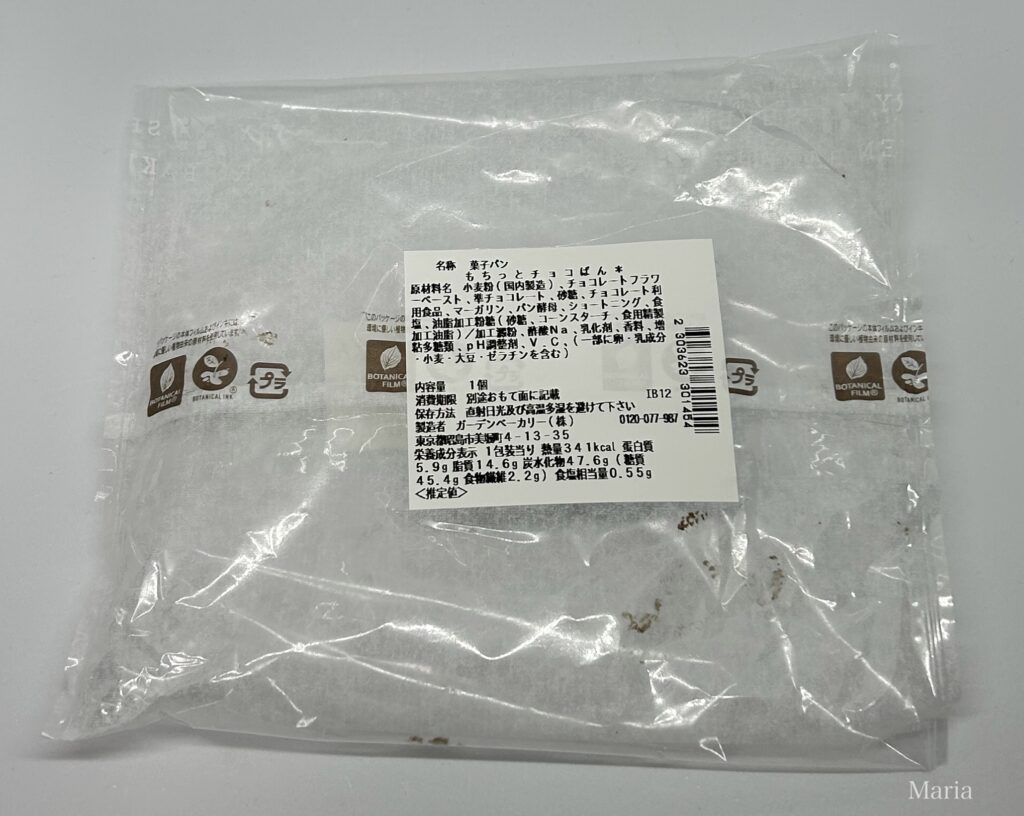 名称 菓子パン
もちっとチョコぱん*
原材料名 小麦粉(国内製造)、チョコレートフラワ
ーペースト、準チョコレート、砂糖、チョコレート利
用食品、マーガリン、パン酵母、ショートニング、食
塩、油脂加工粉糖(砂糖、コーンスターチ、食用精製
加工油脂)/加工澱粉、酢酸Na、乳化剤、香料、増
粘多糖類、pH調整剤、V.C、(一部に卵・乳成分
・小麦・大豆・ゼラチンを含む)
内容量 1個
消費期限 別途おもて面に記載 IB12
保存方法 直射日光及び高温多湿を避けて下さい
製造者 ガーデンベーカリー(株) 0120-077-987
東京都昭島市美堀町4-13-35
栄養成分表示 1包装当り 熱量341kcal 蛋白質
5.9g 脂質14.6g 炭水化物47.6g (糖質
45.4g 食物繊維2.2g) 食塩相当量0.55g
<推定値>
2 303623 301454
BOTANICAL
FILM®
BOTANICAL INK®
プラ
BOTANICAL
FILM
BOTANICAL
FILM®
BOTANICAL
Maria